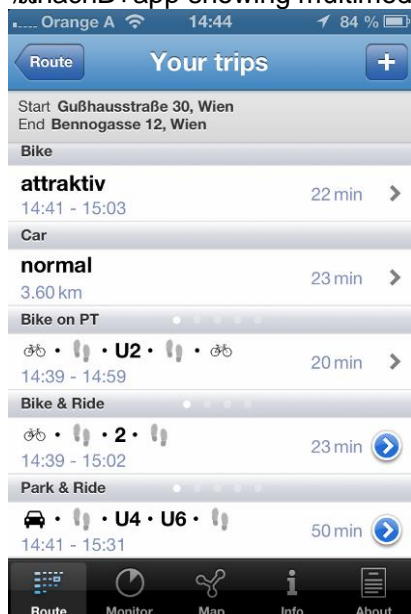 Orange A 14:44 84 %
Route Your trips +
Start Gußhausstraße 30, Wien
End Bennogasse 12, Wien
Bike
attraktiv
22 min
14:41 - 15:03
Car
normal
23 min
3.60 km
Bike on PT
• • U2 • •
20 min
14:39 - 14:59
Bike & Ride
• • 2 •
23 min
14:39 - 15:02
Park & Ride
• • U4 • U6 •
50 min
14:41 - 15:31
Route Monitor Map Info About